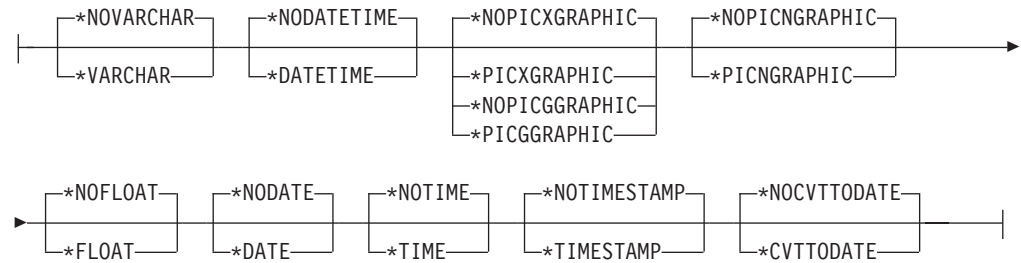 *NOVARCHAR *NODATETIME *NOPICXGRAPHIC *NOPICNGRAPHIC
*VARCHAR *DATETIME *PICXGRAPHIC *PICNGRAPHIC
*NOPICGGRAPHIC
*PICGGRAPHIC
*NOFLOAT *NODATE *NOTIME *NOTIMESTAMP *NOCVTTODATE
*FLOAT *DATE *TIME *TIMESTAMP *CVTTODATE